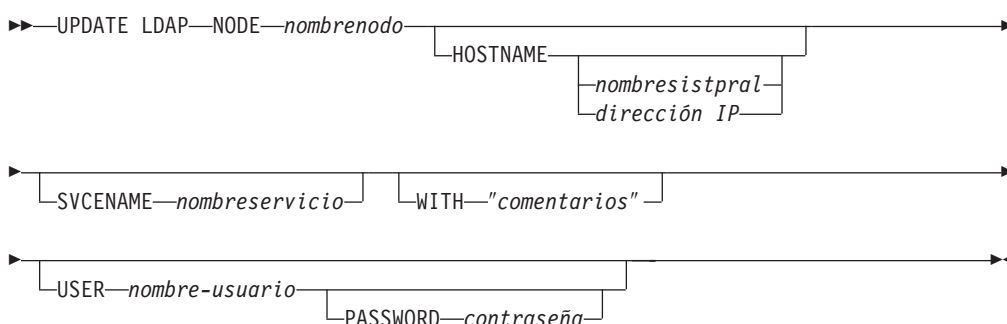 UPDATE LDAP NODE nombrenodo
HOSTNAME
nombresistpral
dirección IP
SVCENAME nombreservicio WITH "comentarios"
USER nombre-usuario
PASSWORD contraseña